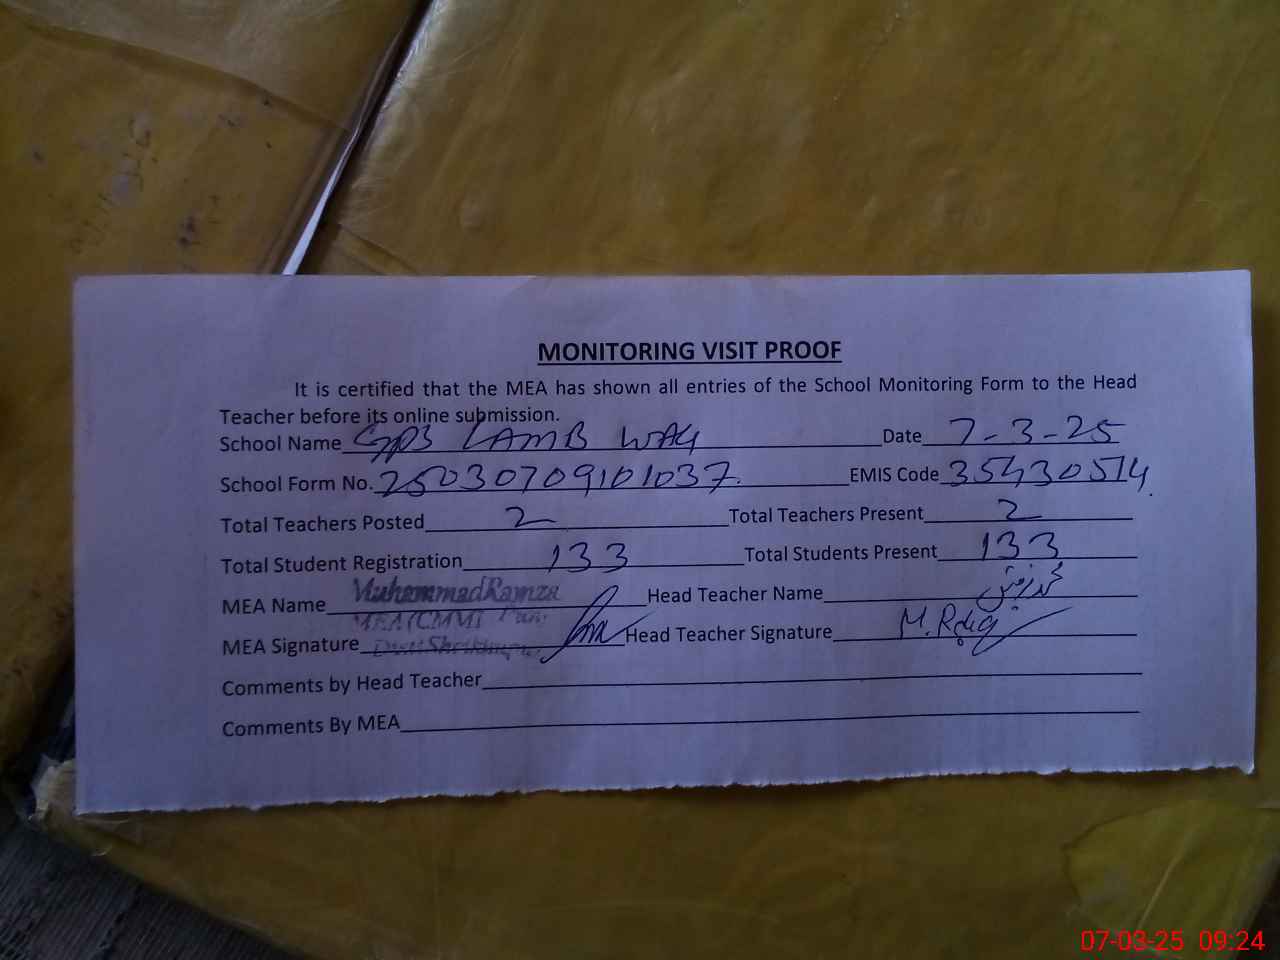 MONITORING VISIT PROOF
It is certified that the MEA has shown all entries of the School Monitoring Form to the Head
Teacher before its online submission.
School Name GPS LAMB WAY Date 7-3-25
School Form No. 25030709101037. EMIS Code 35430514.
Total Teachers Posted 2 Total Teachers Present 2
Total Student Registration 133 Total Students Present 133
MEA Name Muhammad Ramza Head Teacher Name
MEA (CMM)
MEA Signature Head Teacher Signature M. Rafiq
Comments by Head Teacher
Comments By MEA
07-03-25 09:24